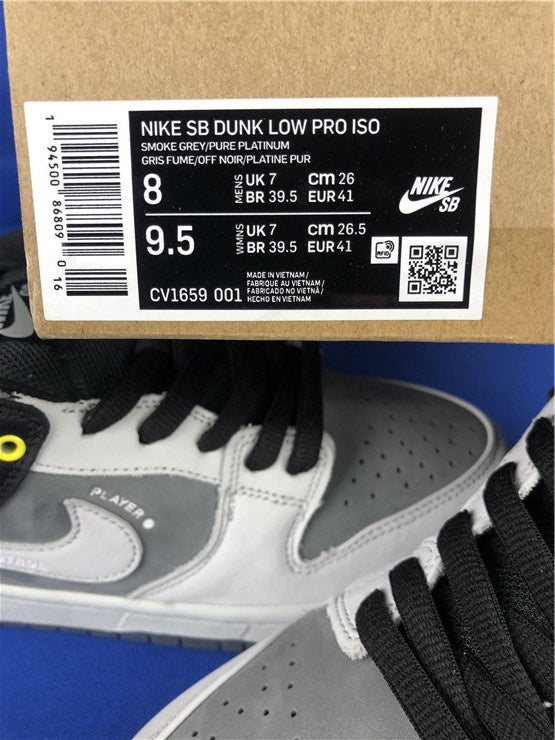 NIKE SB DUNK LOW PRO ISO
SMOKE GREY/PURE PLATINUM
GRIS FUME/OFF NOIR/PLATINE PUR
8 MENS UK 7 cm 26
BR 39.5 EUR 41
9.5 WMNS UK 7 cm 26.5
BR 39.5 EUR 41
NIKE
SB
RFID
MADE IN VIETNAM /
FABRIQUÉ AU VIETNAM /
FABRICADO NO VIETNÃ /
HECHO EN VIETNAM
CV1659 001
1 94500 86809 0 16
PLAYER